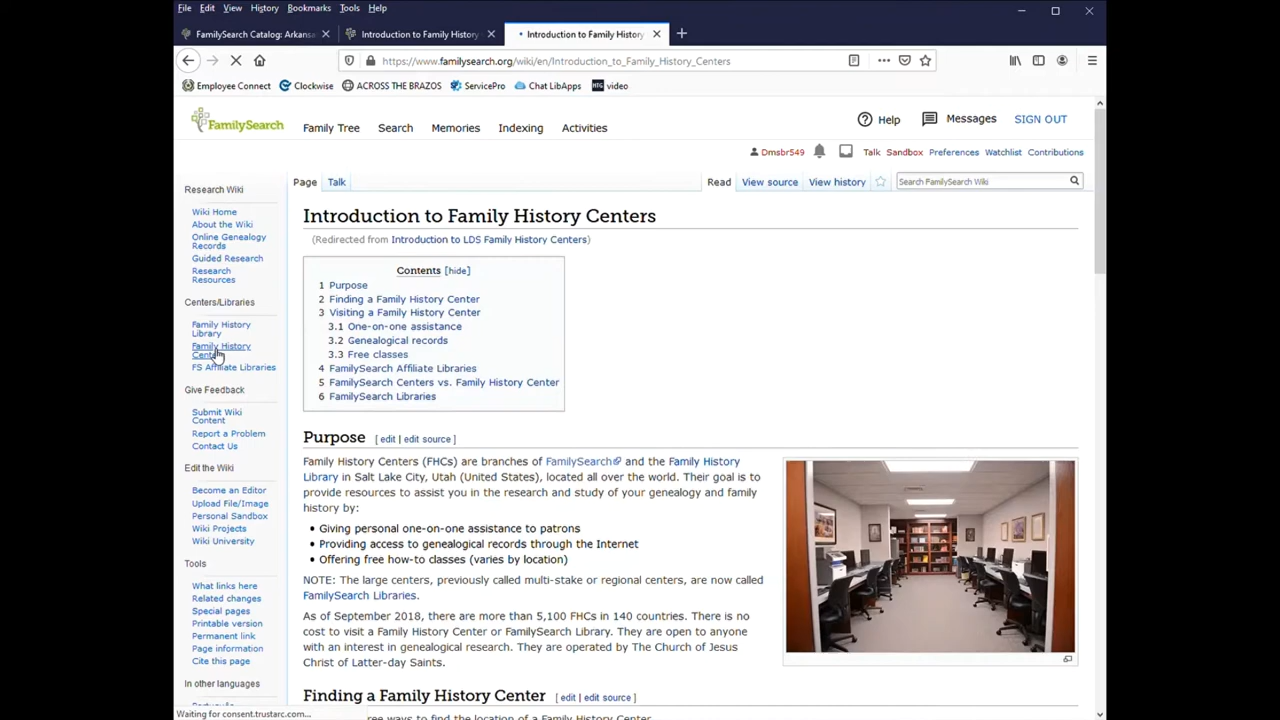 File Edit View History Bookmarks Tools Help
FamilySearch Catalog: Arkansa
Introduction to Family History
Introduction to Family History
https://www.familysearch.org/wiki/en/Introduction_to_Family_History_Centers
Employee Connect Clockwise ACROSS THE BRAZOS ServicePro Chat LibApps video
FamilySearch Family Tree Search Memories Indexing Activities Help Messages SIGN OUT
Dmsbr549 Talk Sandbox Preferences Watchlist Contributions
Page Talk Read View source View history Search FamilySearch Wiki
Research Wiki
Wiki Home
About the Wiki
Online Genealogy
Records
Guided Research
Research
Resources
Centers/Libraries
Family History
Library
Family History
FS Affiliate Libraries
Give Feedback
Submit Wiki
Content
Report a Problem
Contact Us
Edit the Wiki
Become an Editor
Upload File/Image
Personal Sandbox
Wiki Projects
Wiki University
Tools
What links here
Related changes
Special pages
Printable version
Permanent link
Page information
Cite this page
In other languages
Introduction to Family History Centers
(Redirected from Introduction to LDS Family History Centers)
Contents [hide]
1 Purpose
2 Finding a Family History Center
3 Visiting a Family History Center
3.1 One-on-one assistance
3.2 Genealogical records
3.3 Free classes
4 FamilySearch Affiliate Libraries
5 FamilySearch Centers vs. Family History Center
6 FamilySearch Libraries
Purpose [ edit | edit source ]
Family History Centers (FHCs) are branches of FamilySearch and the Family History
Library in Salt Lake City, Utah (United States), located all over the world. Their goal is to
provide resources to assist you in the research and study of your genealogy and family
history by:
• Giving personal one-on-one assistance to patrons
• Providing access to genealogical records through the Internet
• Offering free how-to classes (varies by location)
NOTE: The large centers, previously called multi-stake or regional centers, are now called
FamilySearch Libraries.
As of September 2018, there are more than 5,100 FHCs in 140 countries. There is no
cost to visit a Family History Center or FamilySearch Library. They are open to anyone
with an interest in genealogical research. They are operated by The Church of Jesus
Christ of Latter-day Saints.
Finding a Family History Center [ edit | edit source ]
ways to find the location of a Family History Center
Waiting for consent.trustarc.com...